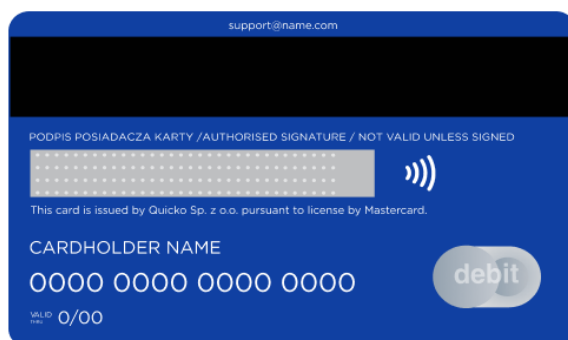 support@name.com
PODPIS POSIADACZA KARTY /AUTHORISED SIGNATURE / NOT VALID UNLESS SIGNED
This card is issued by Quicko Sp. z o.o. pursuant to license by Mastercard.
CARDHOLDER NAME
0000 0000 0000 0000
debit
VALID THRU 0/00